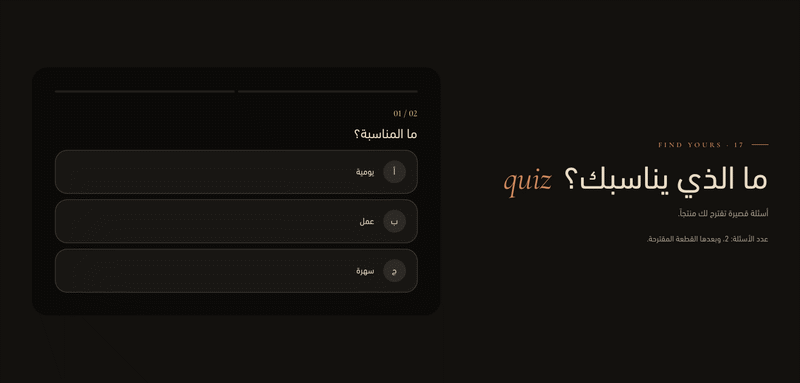 FIND YOURS · 17
ما الذي يناسبك؟ quiz
أسئلة قصيرة تقترح لك منتجاً.
عدد الأسئلة: 2، وبعدها القطعة المقترحة.
01 / 02
ما المناسبة؟
أ يومية
ب عمل
ج سهرة